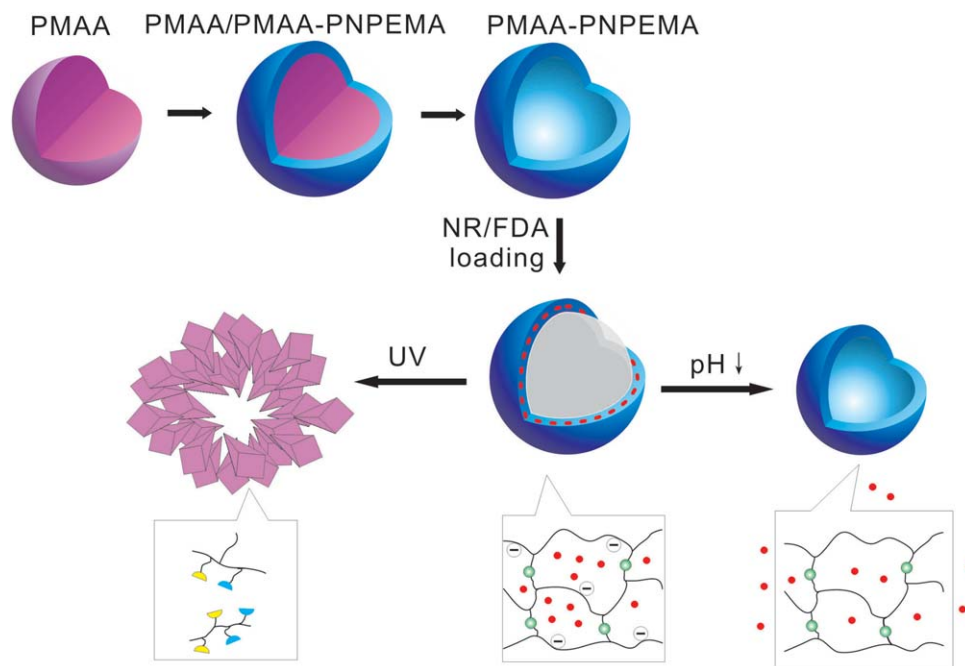 PMAA
PMAA/PMAA-PNPEMA
PMAA-PNPEMA
NR/FDA
loading
UV
pH ↓